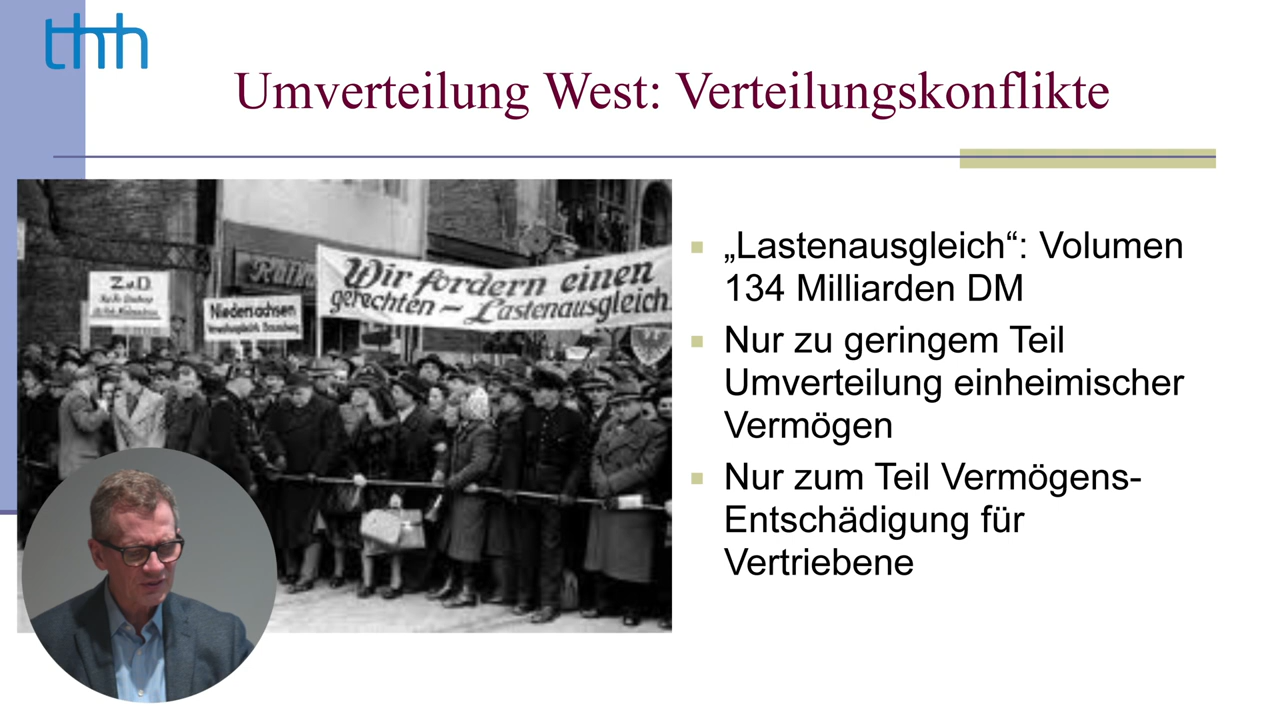 thh
Umverteilung West: Verteilungskonflikte
Z.v.D.
Niedersachsen
Wir fordern einen
gerechten – Lastenausgleich.
„Lastenausgleich“: Volumen
134 Milliarden DM
Nur zu geringem Teil
Umverteilung einheimischer
Vermögen
Nur zum Teil Vermögens-
Entschädigung für
Vertriebene